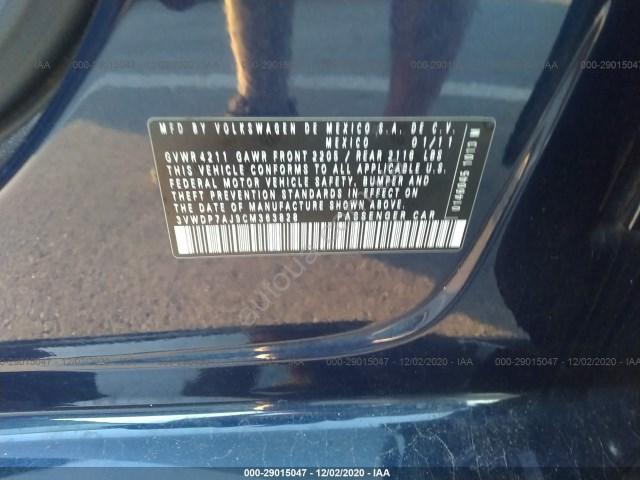 000-29015047 · 12/02/2020 · IAA
MFD BY VOLKSWAGEN DE MEXICO S.A. DE C.V.
MEXICO 01/11
GVWR 4211 GAWR FRONT 2205 / REAR 2116 LBS
THIS VEHICLE CONFORMS TO ALL APPLICABLE U.S.
FEDERAL MOTOR VEHICLE SAFETY, BUMPER AND
THEFT PREVENTION STANDARDS IN EFFECT ON
THE DATE OF MANUFACTURE SHOWN ABOVE.
3VWDP7AJ0CM303828 PASSENGER CAR
1013 M
000-29015047 · 12/02/2020 · IAA
000-29015047 · 12/02/2020 · IAA